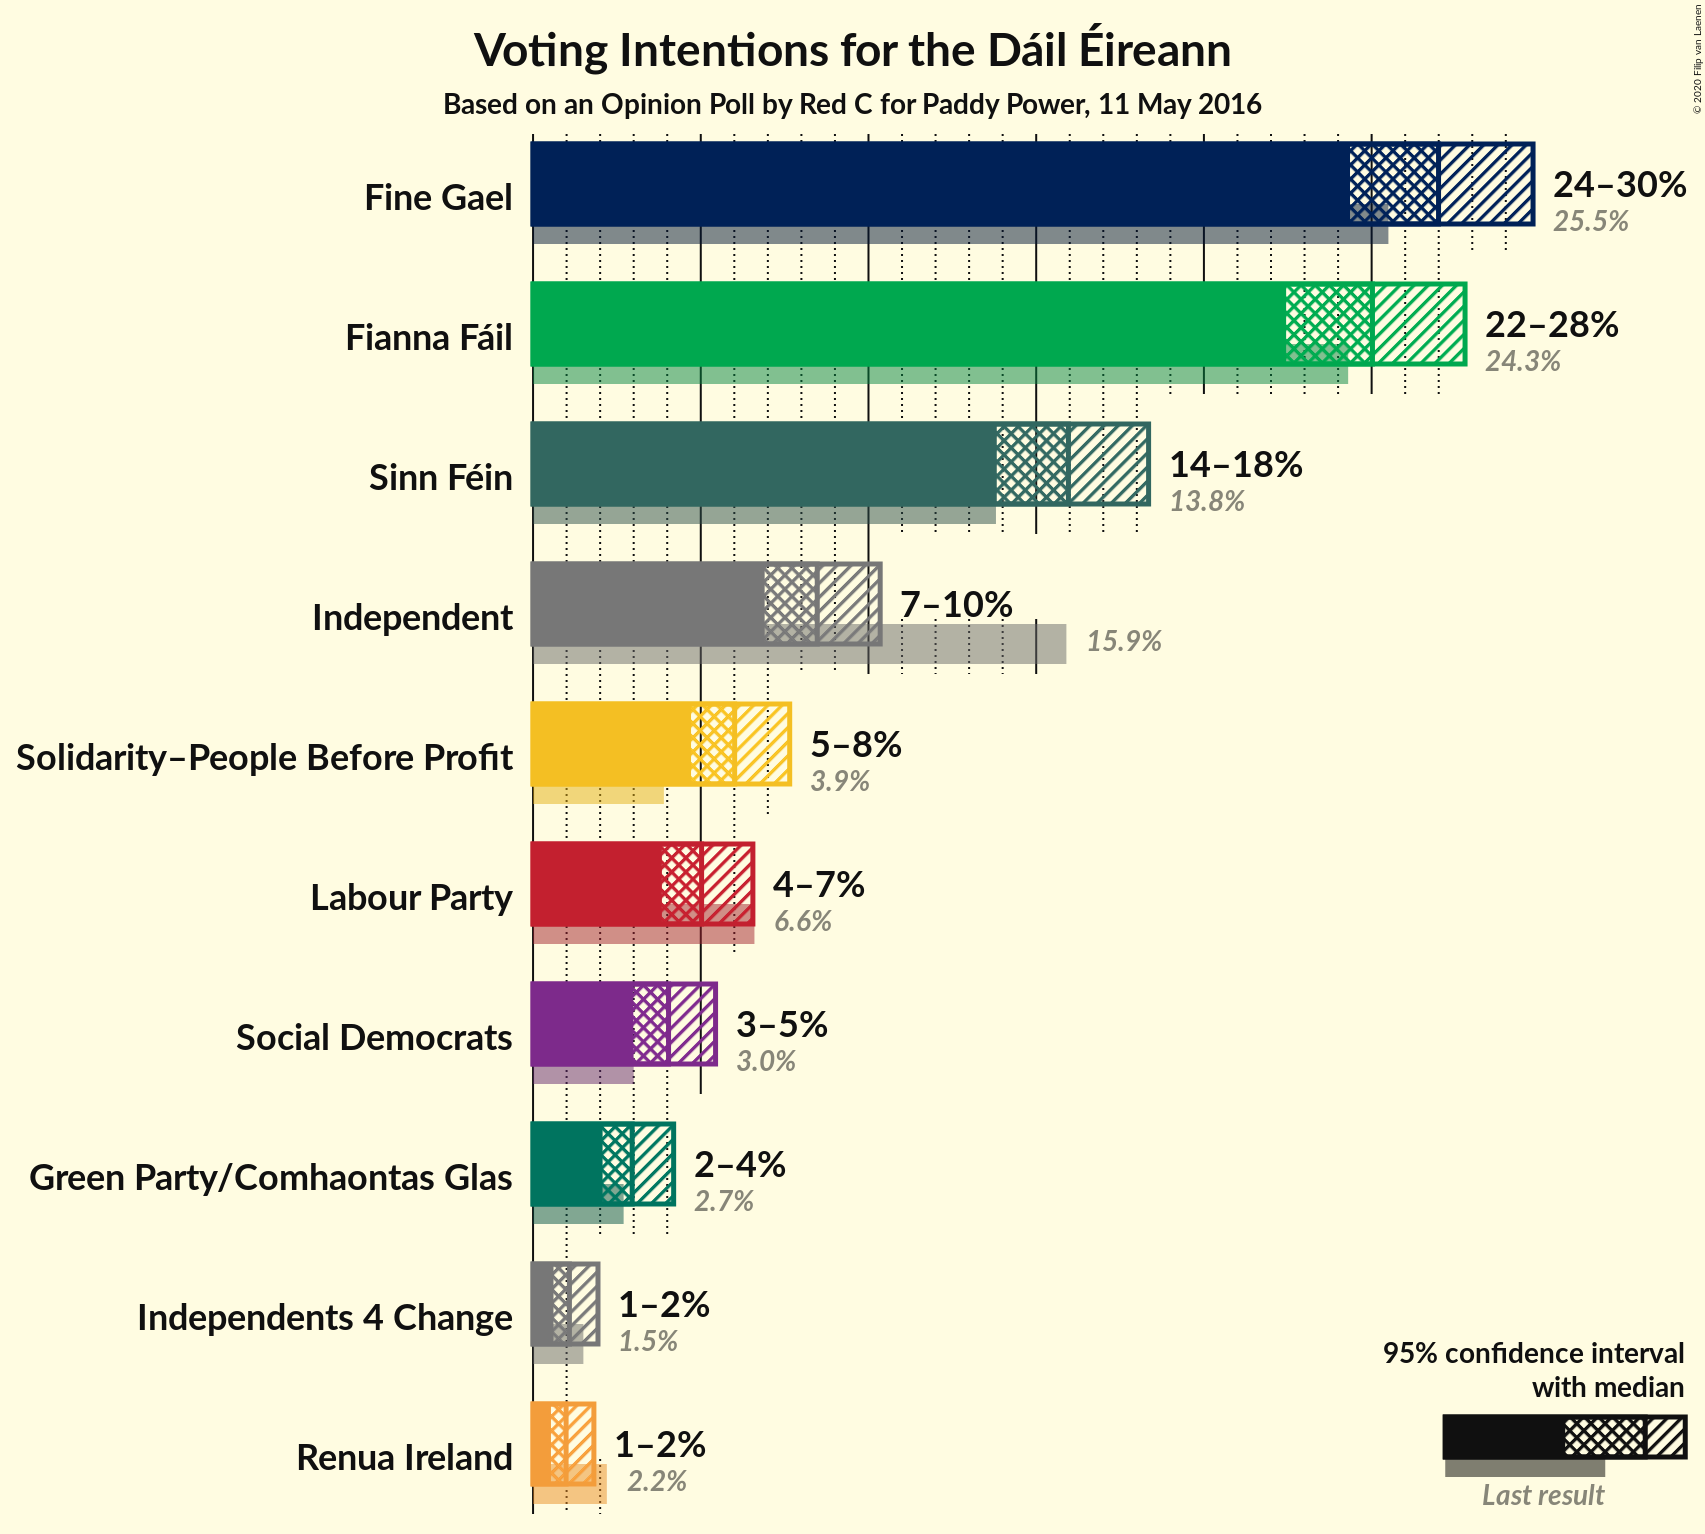 Voting Intentions for the Dáil Éireann
Based on an Opinion Poll by Red C for Paddy Power, 11 May 2016
© 2020 Filip van Laenen
Fine Gael
24–30%
25.5%
Fianna Fáil
22–28%
24.3%
Sinn Féin
14–18%
13.8%
Independent
7–10%
15.9%
Solidarity–People Before Profit
5–8%
3.9%
Labour Party
4–7%
6.6%
Social Democrats
3–5%
3.0%
Green Party/Comhaontas Glas
2–4%
2.7%
Independents 4 Change
1–2%
1.5%
Renua Ireland
1–2%
2.2%
95% confidence interval
with median
Last result